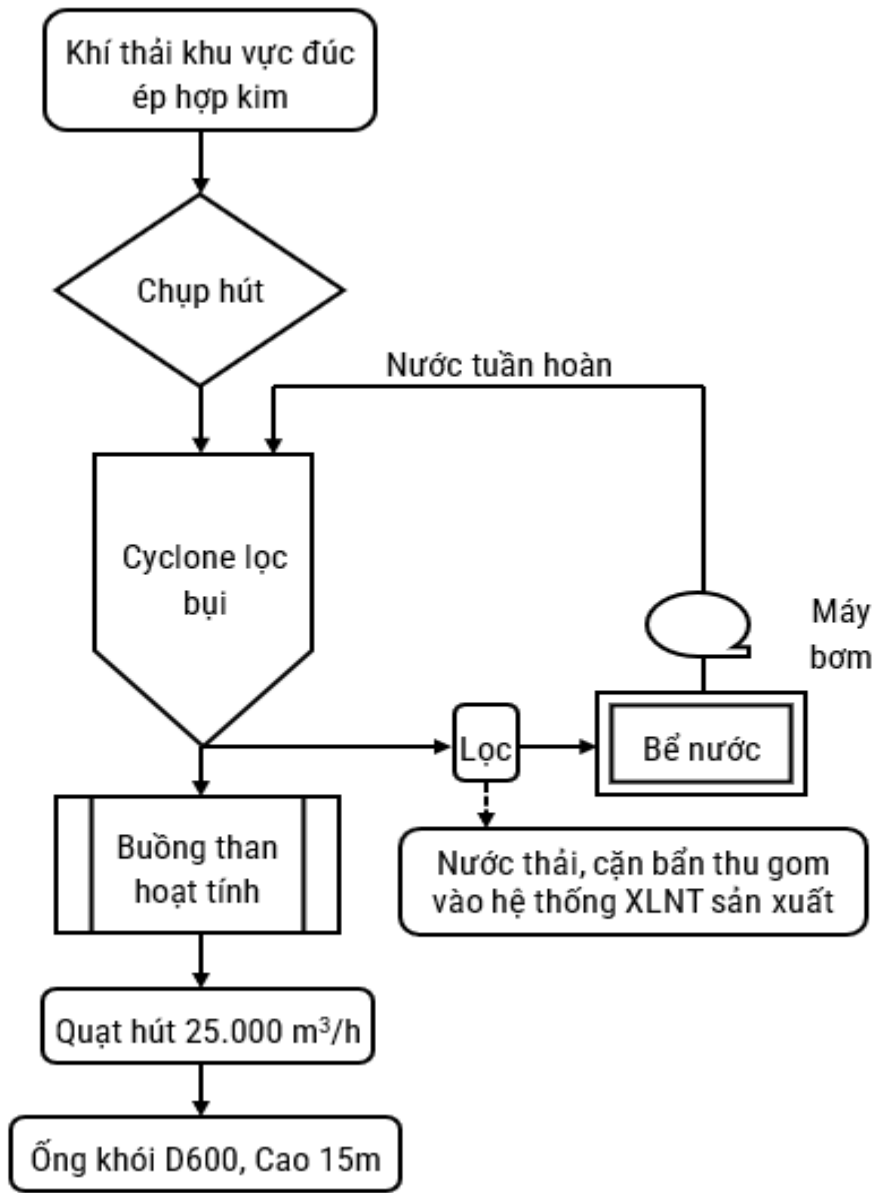 Khí thải khu vực đúc
ép hợp kim
Chụp hút
Nước tuần hoàn
Cyclone lọc
bụi
Máy
bơm
Lọc
Bể nước
Buồng than
hoạt tính
Nước thải, cặn bẩn thu gom
vào hệ thống XLNT sản xuất
Quạt hút 25.000 m³/h
Ống khói D600, Cao 15m